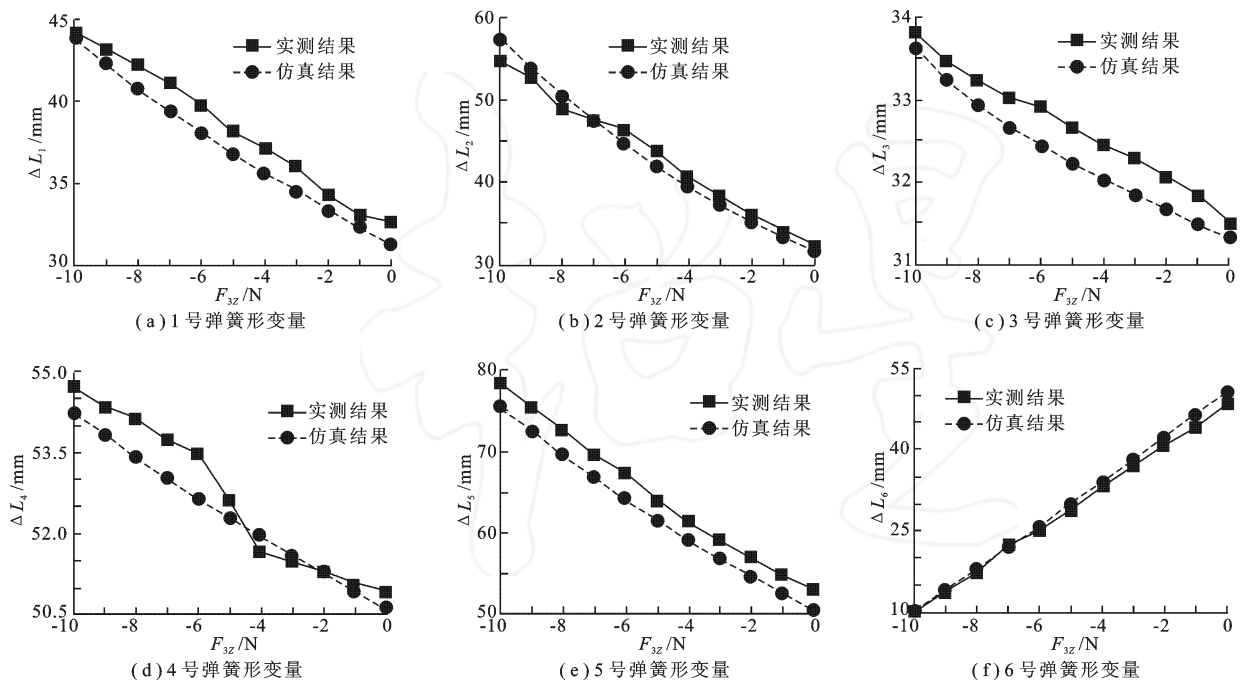 45
40
35
30
ΔL₁/mm
实测结果
仿真结果
-10 -8 -6 -4 -2 0
F₃Z/N
(a)1号弹簧形变量
60
50
40
30
ΔL₂/mm
实测结果
仿真结果
-10 -8 -6 -4 -2 0
F₃Z/N
(b)2号弹簧形变量
34
33
32
31
ΔL₃/mm
实测结果
仿真结果
-10 -8 -6 -4 -2 0
F₃Z/N
(c)3号弹簧形变量
55.0
53.5
52.0
50.5
ΔL₄/mm
实测结果
仿真结果
-10 -8 -6 -4 -2 0
F₃Z/N
(d)4号弹簧形变量
80
70
60
50
ΔL₅/mm
实测结果
仿真结果
-10 -8 -6 -4 -2 0
F₃Z/N
(e)5号弹簧形变量
55
40
25
10
ΔL₆/mm
实测结果
仿真结果
-10 -8 -6 -4 -2 0
F₃Z/N
(f)6号弹簧形变量